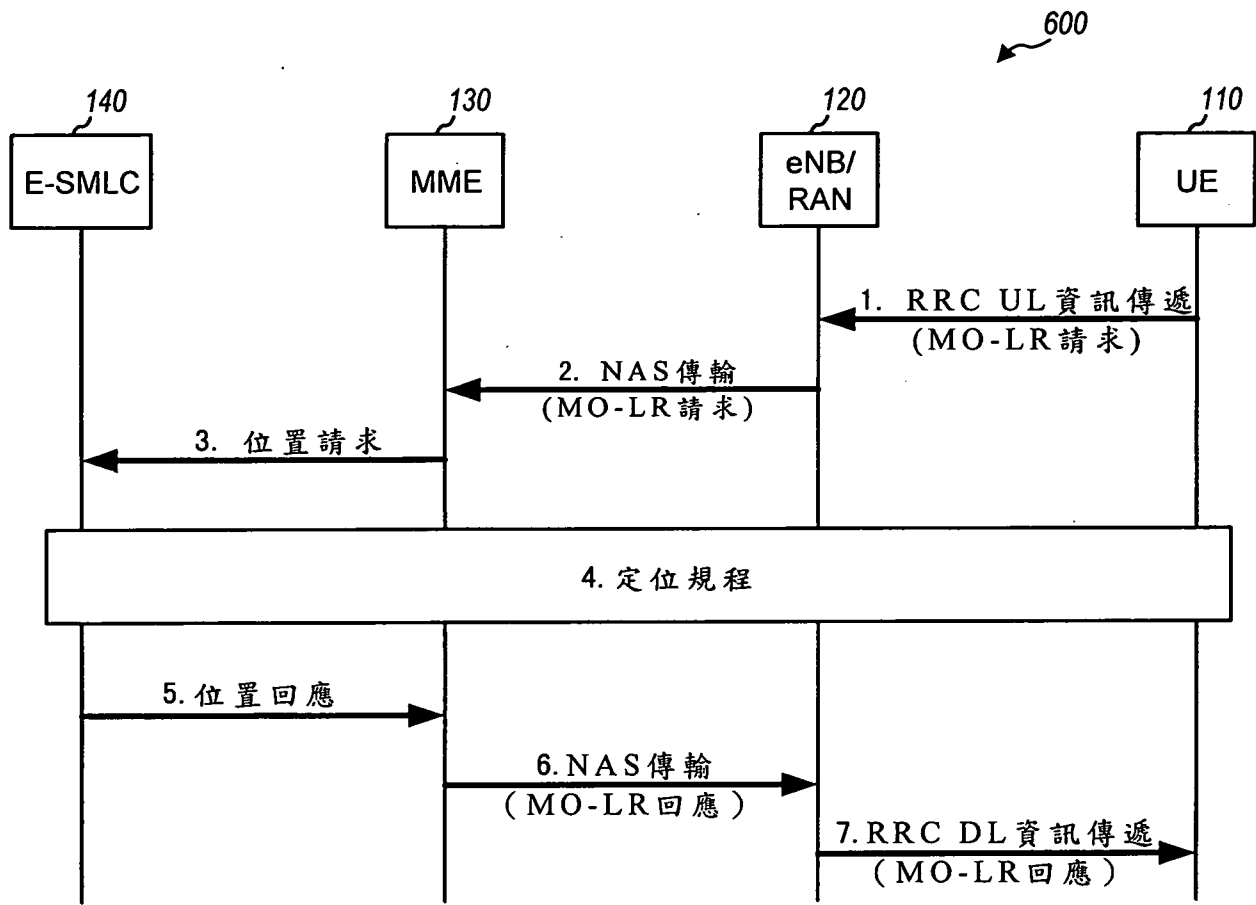 600
140
130
120
110
E-SMLC
MME
eNB/
RAN
UE
1. RRC UL資訊傳遞
(MO-LR請求)
2. NAS傳輸
(MO-LR請求)
3. 位置請求
4. 定位規程
5. 位置回應
6. NAS傳輸
(MO-LR回應)
7. RRC DL資訊傳遞
(MO-LR回應)